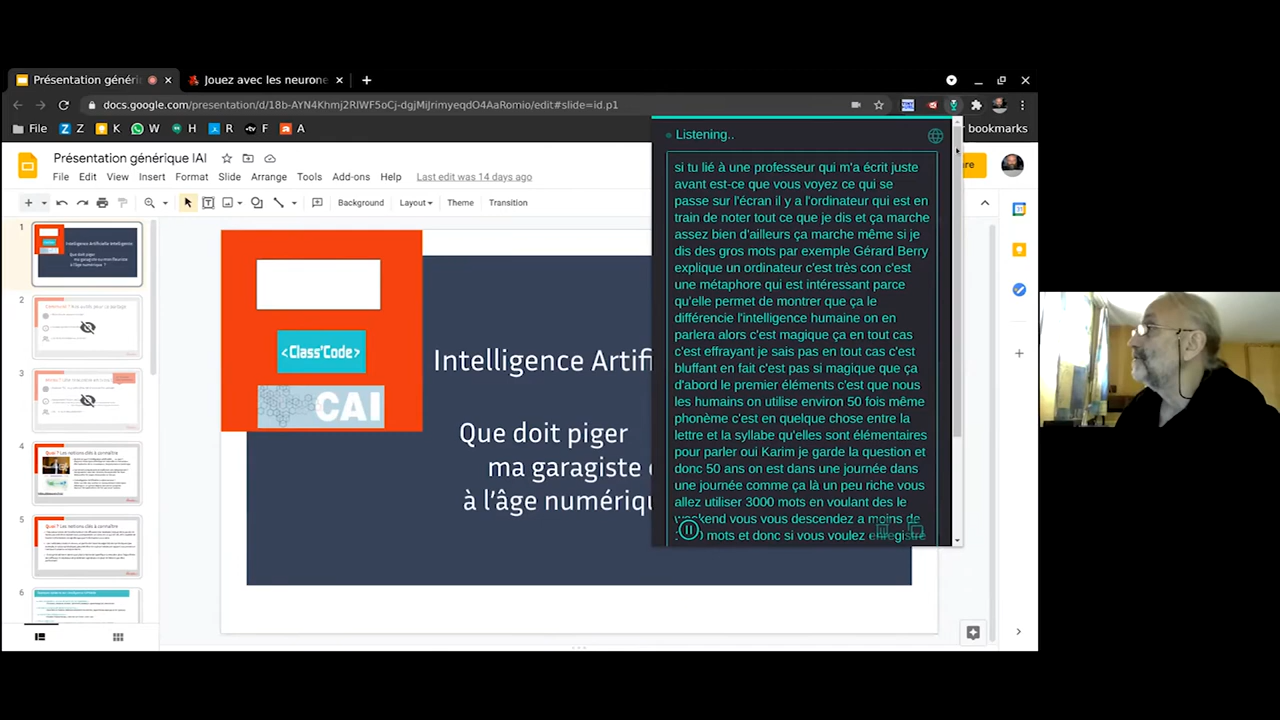 Présentation généri
Jouez avec les neurone
docs.google.com/presentation/d/18b-AYN4Khmj2RlWF5oCj-dgjMiJrimyeqdO4AaRomio/edit#slide=id.p1
File
Z
K
W
H
R
F
A
bookmarks
Présentation générique IAI
File Edit View Insert Format Slide Arrange Tools Add-ons Help Last edit was 14 days ago
Background Layout Theme Transition
1
2
3
4
5
6
<Class'Code>
CAI
Intelligence Artifi
Que doit piger
ma garagiste
à l'âge numériqu
Listening..
si tu lié à une professeur qui m'a écrit juste
avant est-ce que vous voyez ce qui se
passe sur l'écran il y a l'ordinateur qui est en
train de noter tout ce que je dis et ça marche
assez bien d'ailleurs ça marche même si je
dis des gros mots par exemple Gérard Berry
explique un ordinateur c'est très con c'est
une métaphore qui est intéressant parce
qu'elle permet de montrer que ça le
différencie l'intelligence humaine on en
parlera alors c'est magique ça en tout cas
c'est effrayant je sais pas en tout cas c'est
bluffant en fait c'est pas si magique que ça
d'abord le premier éléments c'est que nous
les humains on utilise environ 50 fois même
phonème c'est en quelque chose entre la
lettre et la syllabe qu'elles sont élémentaires
pour parler oui Karim je garde la question et
donc 50 ans on est dans une journée dans
une journée comme ça là un peu riche vous
allez utiliser 3000 mots en voulant des le
weekend vous vous descendez a moins de
mots et donc si vous voulez enregistre